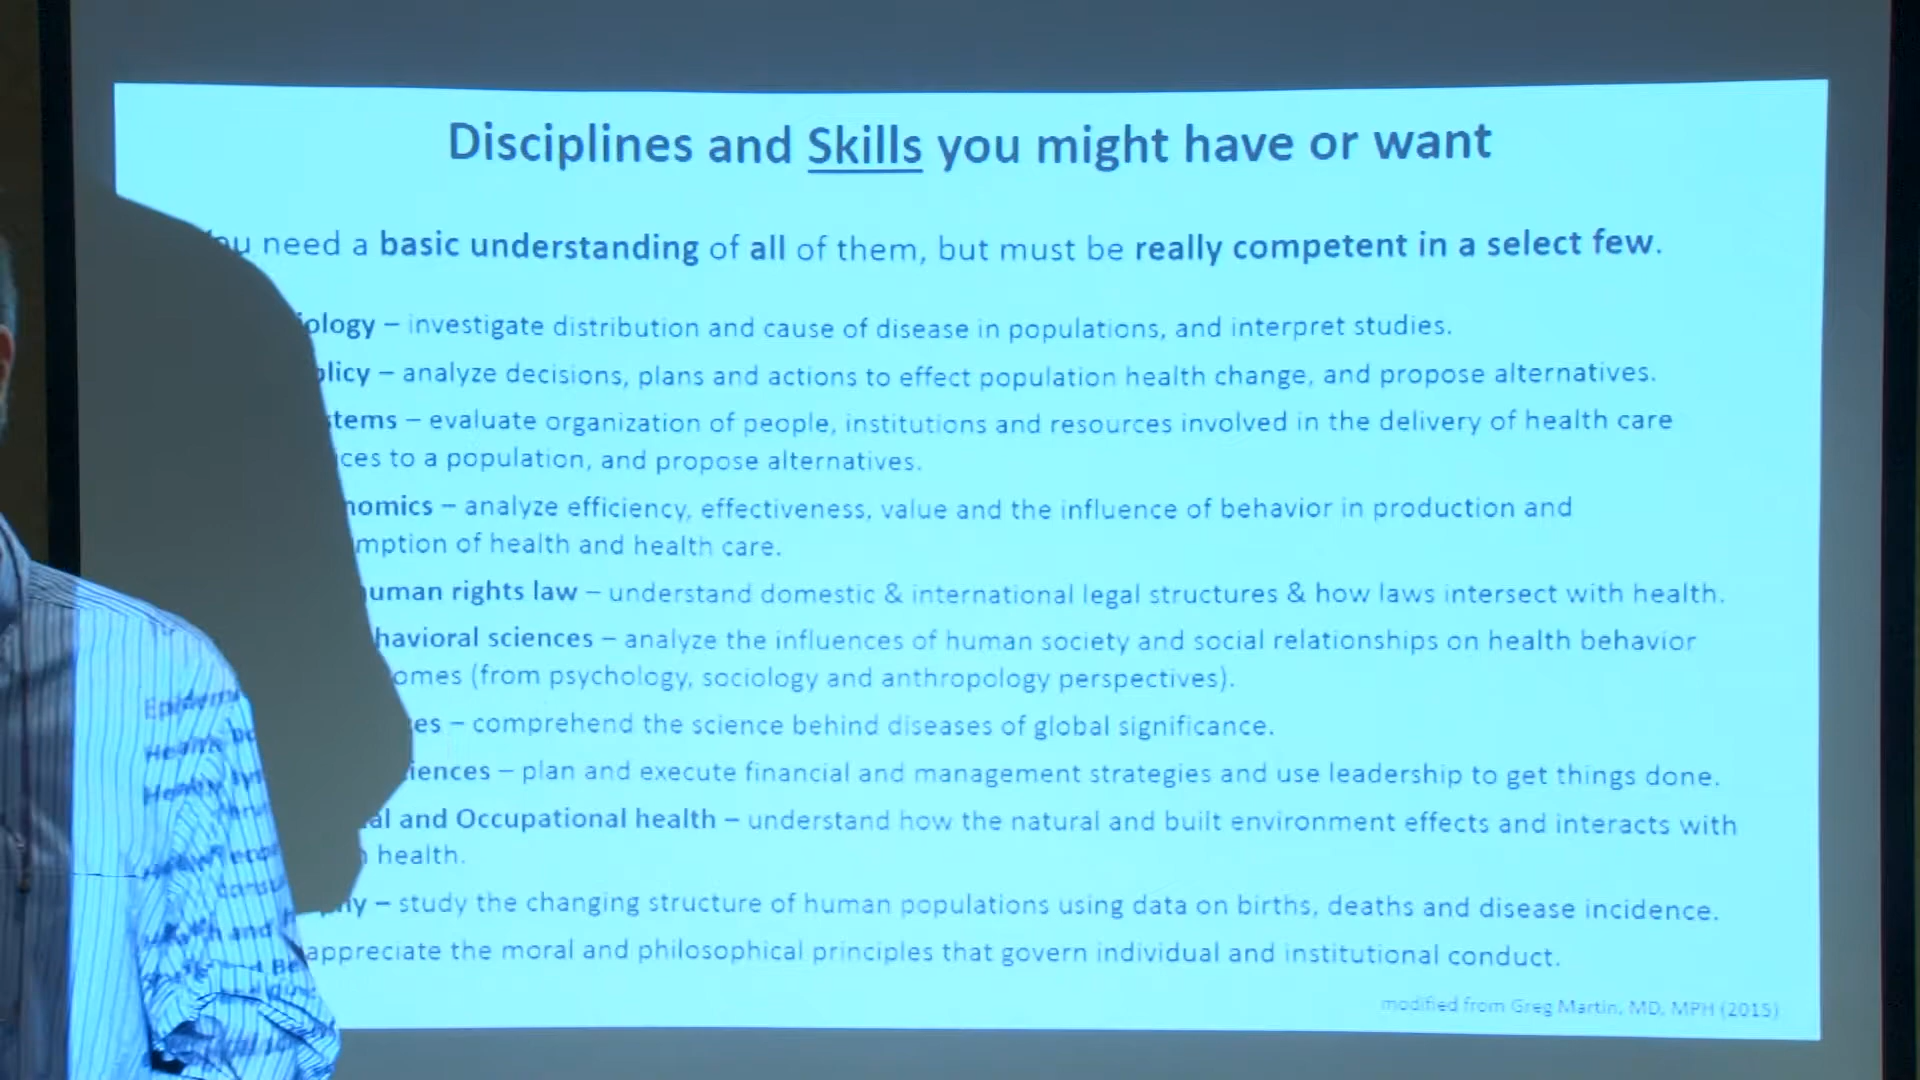 Disciplines and Skills you might have or want
You need a basic understanding of all of them, but must be really competent in a select few.
iology – investigate distribution and cause of disease in populations, and interpret studies.
olicy – analyze decisions, plans and actions to effect population health change, and propose alternatives.
stems – evaluate organization of people, institutions and resources involved in the delivery of health care
ices to a population, and propose alternatives.
nomics – analyze efficiency, effectiveness, value and the influence of behavior in production and
mption of health and health care.
uman rights law – understand domestic & international legal structures & how laws intersect with health.
havioral sciences – analyze the influences of human society and social relationships on health behavior
omes (from psychology, sociology and anthropology perspectives).
es – comprehend the science behind diseases of global significance.
iences – plan and execute financial and management strategies and use leadership to get things done.
al and Occupational health – understand how the natural and built environment effects and interacts with
health.
hy – study the changing structure of human populations using data on births, deaths and disease incidence.
appreciate the moral and philosophical principles that govern individual and institutional conduct.
modified from Greg Martin, MD, MPH (2015)
Epidemi
Health